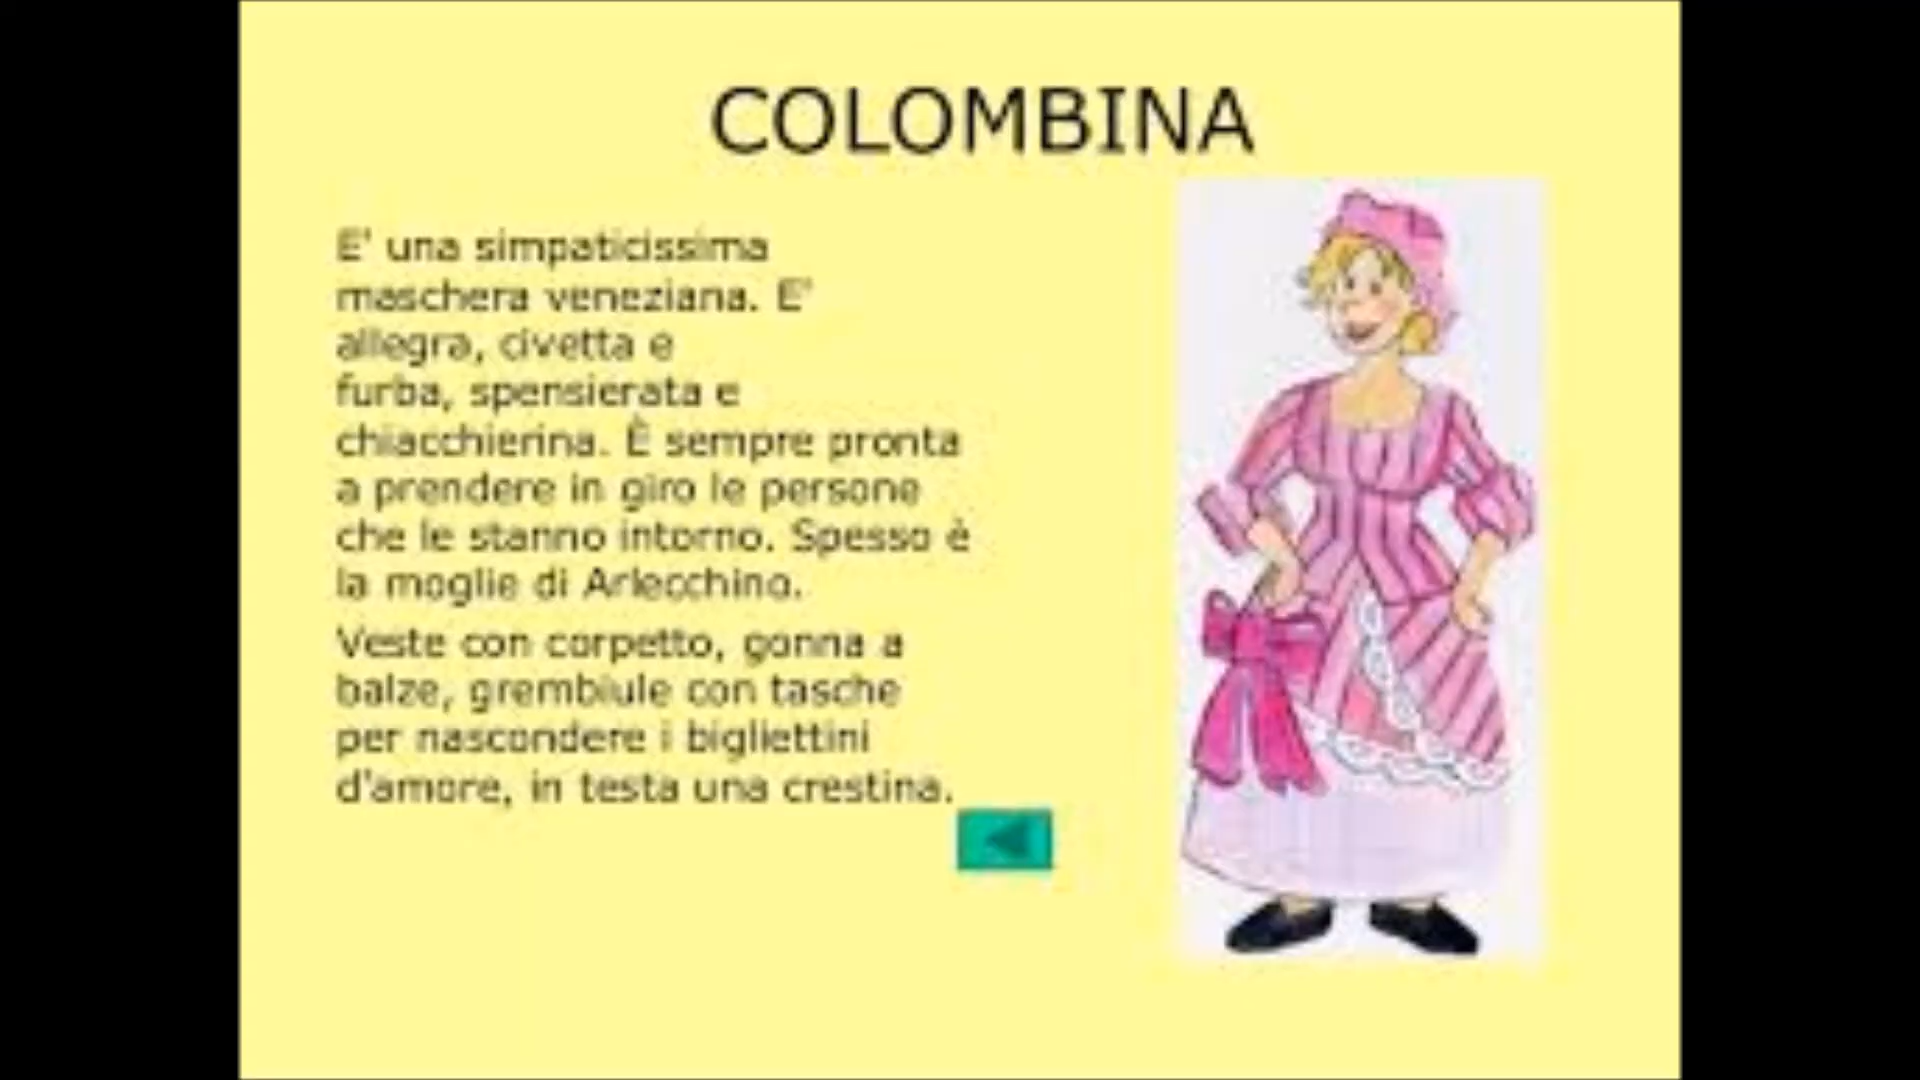 COLOMBINA
E' una simpaticissima
maschera veneziana. E'
allegra, civetta e
furba, spensierata e
chiacchierina. È sempre pronta
a prendere in giro le persone
che le stanno intorno. Spesso è
la moglie di Arlecchino.
Veste con corpetto, gonna a
balze, grembiule con tasche
per nascondere i bigliettini
d'amore, in testa una crestina.